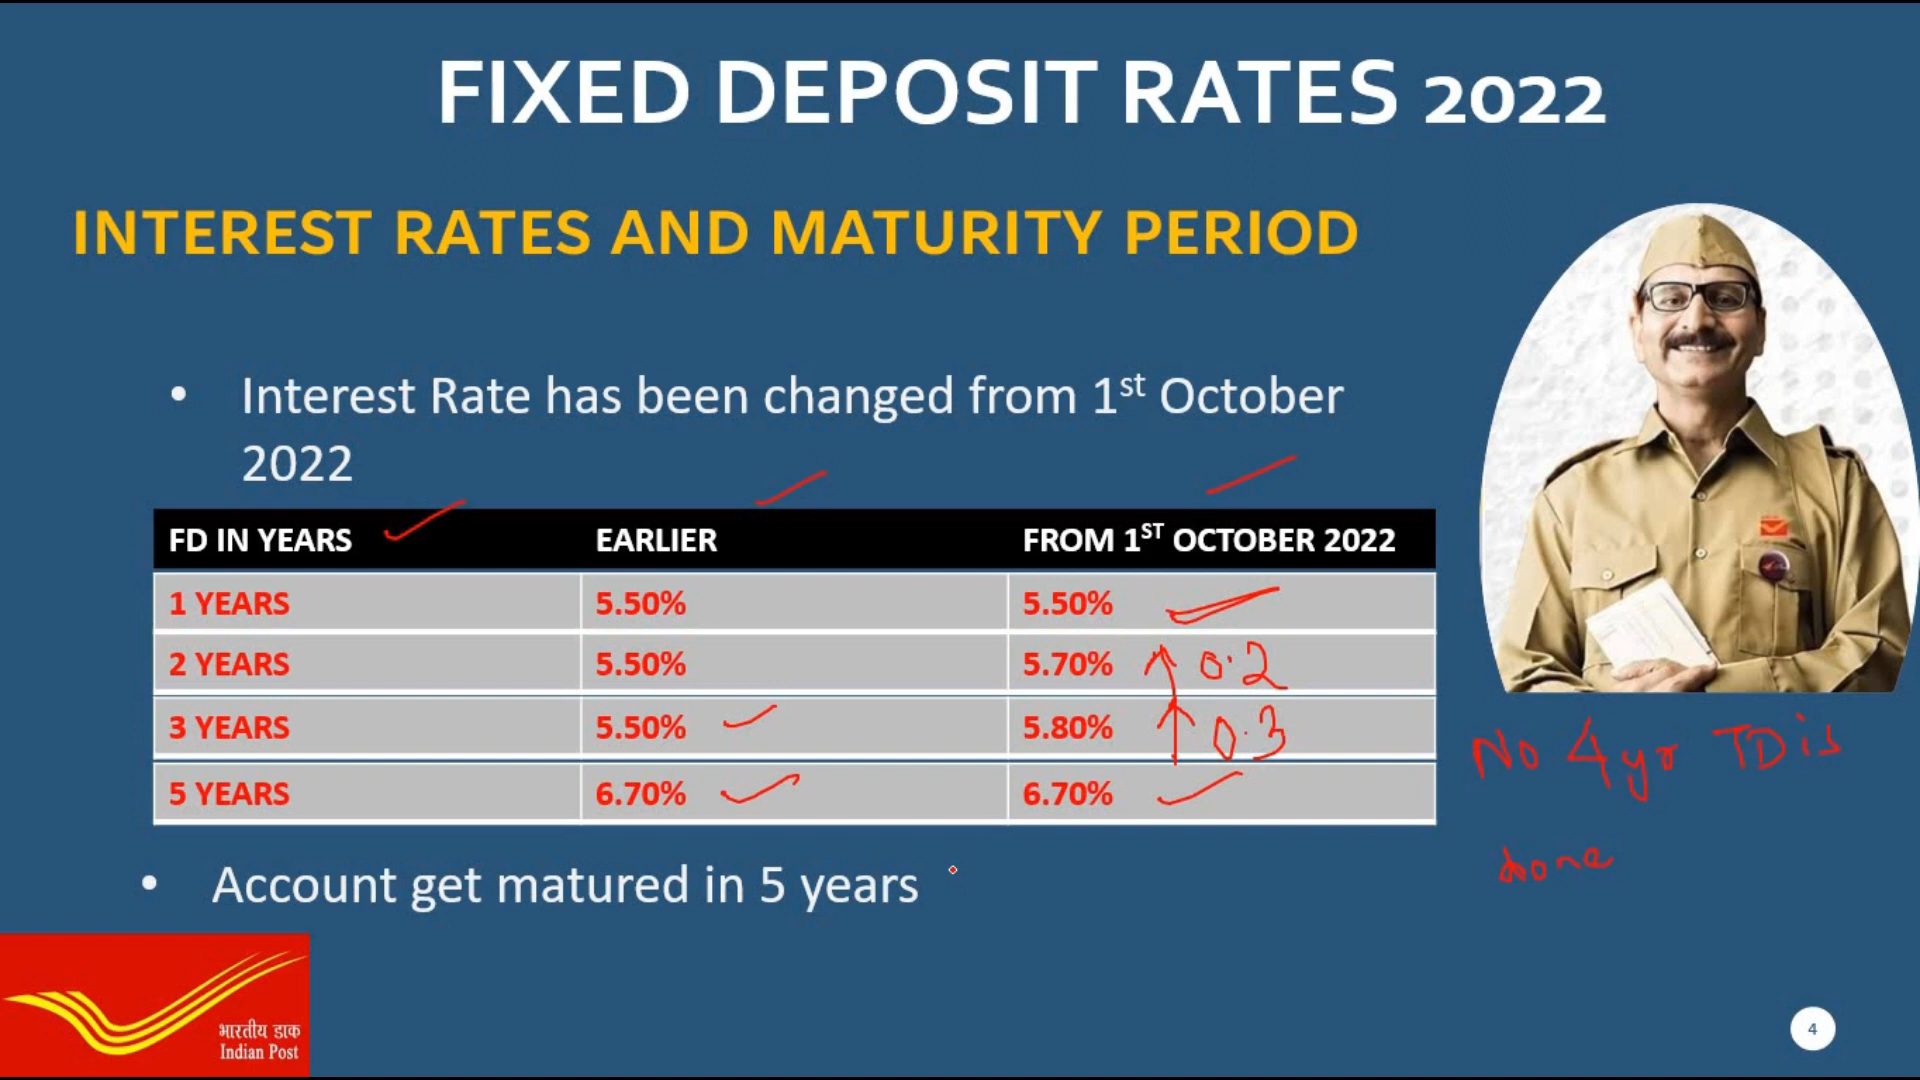 FIXED DEPOSIT RATES 2022
INTEREST RATES AND MATURITY PERIOD
• Interest Rate has been changed from 1st October
2022
FD IN YEARS EARLIER FROM 1ST OCTOBER 2022
1 YEARS 5.50% 5.50%
2 YEARS 5.50% 5.70% 0.2
3 YEARS 5.50% 5.80% 0.3
5 YEARS 6.70% 6.70%
No 4 yr TD is
done
• Account get matured in 5 years
भारतीय डाक
Indian Post
4